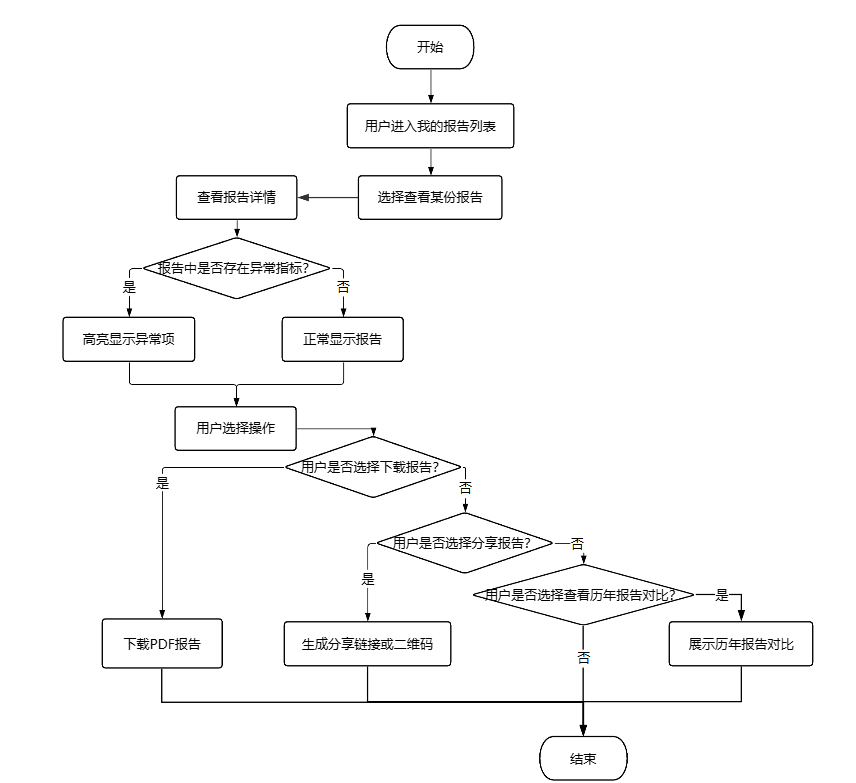 开始
用户进入我的报告列表
选择查看某份报告
查看报告详情
报告中是否存在异常指标？
是
否
高亮显示异常项
正常显示报告
用户选择操作
用户是否选择下载报告？
是
否
用户是否选择分享报告？
否
是
用户是否选择查看历年报告对比？
是
下载PDF报告
生成分享链接或二维码
否
展示历年报告对比
结束